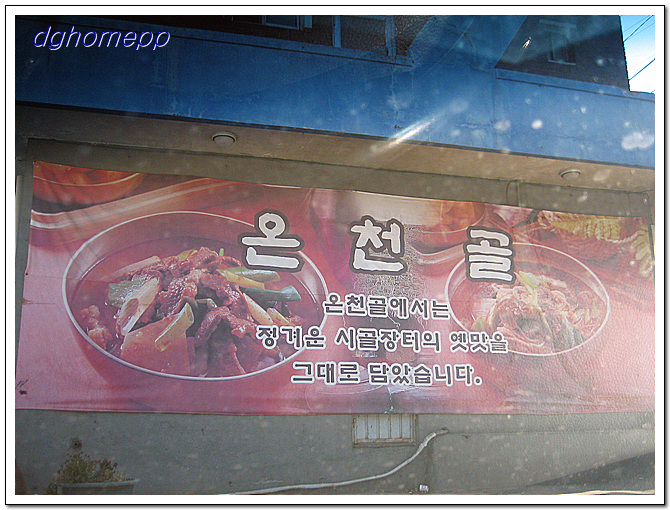 dghomepp
온천골
온천골에서는
정겨운 시골장터의 옛맛을
그대로 담았습니다.